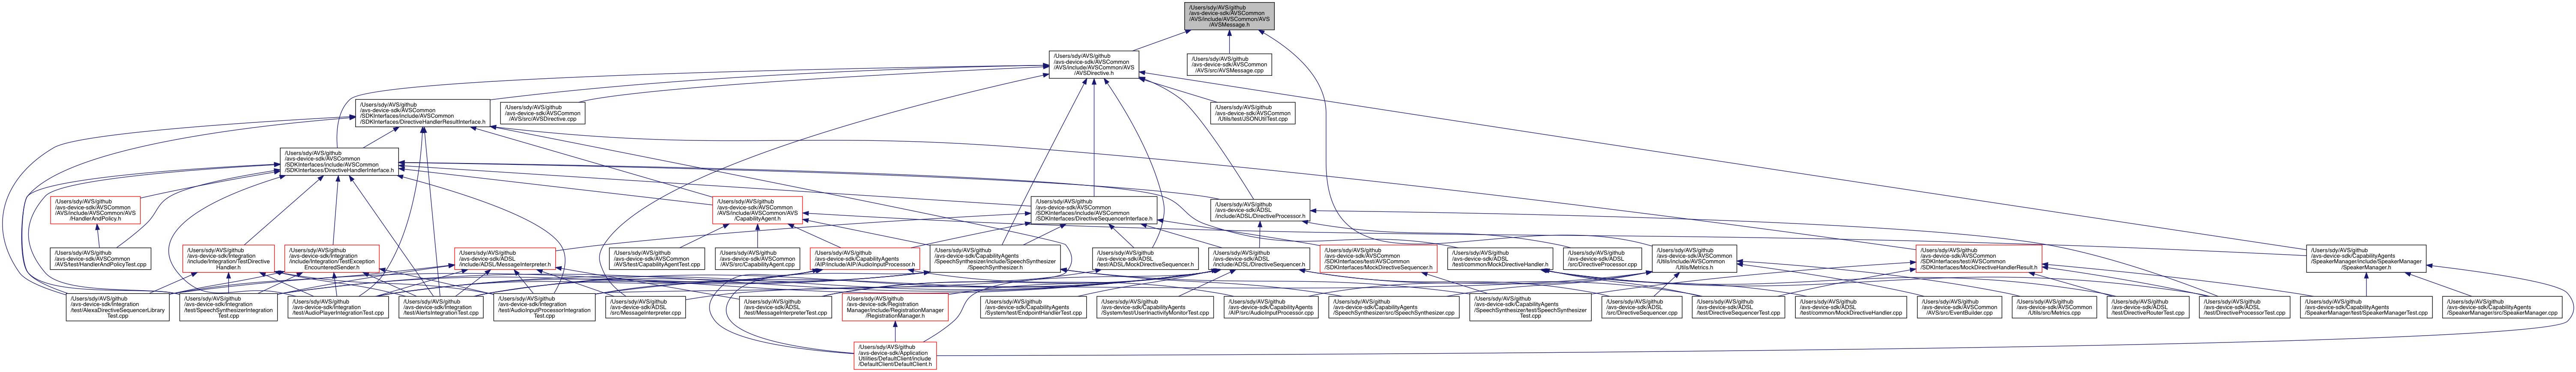 /Users/sdy/AVS/github
/avs-device-sdk/AVSCommon
/AVS/include/AVSCommon/AVS
/AVSMessage.h
/Users/sdy/AVS/github
/avs-device-sdk/AVSCommon
/AVS/include/AVSCommon/AVS
/AVSDirective.h
/Users/sdy/AVS/github
/avs-device-sdk/AVSCommon
/AVS/src/AVSMessage.cpp
/Users/sdy/AVS/github
/avs-device-sdk/AVSCommon
/SDKInterfaces/include/AVSCommon
/SDKInterfaces/DirectiveHandlerResultInterface.h
/Users/sdy/AVS/github
/avs-device-sdk/AVSCommon
/AVS/src/AVSDirective.cpp
/Users/sdy/AVS/github
/avs-device-sdk/AVSCommon
/Utils/test/JSONUtilTest.cpp
/Users/sdy/AVS/github
/avs-device-sdk/AVSCommon
/SDKInterfaces/include/AVSCommon
/SDKInterfaces/DirectiveHandlerInterface.h
/Users/sdy/AVS/github
/avs-device-sdk/AVSCommon
/AVS/include/AVSCommon/AVS
/HandlerAndPolicy.h
/Users/sdy/AVS/github
/avs-device-sdk/AVSCommon
/AVS/include/AVSCommon/AVS
/CapabilityAgent.h
/Users/sdy/AVS/github
/avs-device-sdk/AVSCommon
/SDKInterfaces/include/AVSCommon
/SDKInterfaces/DirectiveSequencerInterface.h
/Users/sdy/AVS/github
/avs-device-sdk/ADSL
/include/ADSL/DirectiveProcessor.h
/Users/sdy/AVS/github
/avs-device-sdk/AVSCommon
/AVS/test/HandlerAndPolicyTest.cpp
/Users/sdy/AVS/github
/avs-device-sdk/Integration
/include/Integration/TestDirective
Handler.h
/Users/sdy/AVS/github
/avs-device-sdk/Integration
/include/Integration/TestException
EncounteredSender.h
/Users/sdy/AVS/github
/avs-device-sdk/ADSL
/include/ADSL/MessageInterpreter.h
/Users/sdy/AVS/github
/avs-device-sdk/AVSCommon
/AVS/test/CapabilityAgentTest.cpp
/Users/sdy/AVS/github
/avs-device-sdk/AVSCommon
/AVS/src/CapabilityAgent.cpp
/Users/sdy/AVS/github
/avs-device-sdk/CapabilityAgents
/AIP/include/AIP/AudioInputProcessor.h
/Users/sdy/AVS/github
/avs-device-sdk/CapabilityAgents
/SpeechSynthesizer/include/SpeechSynthesizer
/SpeechSynthesizer.h
/Users/sdy/AVS/github
/avs-device-sdk/ADSL
/test/ADSL/MockDirectiveSequencer.h
/Users/sdy/AVS/github
/avs-device-sdk/ADSL
/include/ADSL/DirectiveSequencer.h
/Users/sdy/AVS/github
/avs-device-sdk/AVSCommon
/SDKInterfaces/test/AVSCommon
/SDKInterfaces/MockDirectiveSequencer.h
/Users/sdy/AVS/github
/avs-device-sdk/ADSL
/test/common/MockDirectiveHandler.h
/Users/sdy/AVS/github
/avs-device-sdk/ADSL
/src/DirectiveProcessor.cpp
/Users/sdy/AVS/github
/avs-device-sdk/AVSCommon
/Utils/include/AVSCommon
/Utils/Metrics.h
/Users/sdy/AVS/github
/avs-device-sdk/AVSCommon
/SDKInterfaces/test/AVSCommon
/SDKInterfaces/MockDirectiveHandlerResult.h
/Users/sdy/AVS/github
/avs-device-sdk/CapabilityAgents
/SpeakerManager/include/SpeakerManager
/SpeakerManager.h
/Users/sdy/AVS/github
/avs-device-sdk/Integration
/test/AlexaDirectiveSequencerLibrary
Test.cpp
/Users/sdy/AVS/github
/avs-device-sdk/Integration
/test/SpeechSynthesizerIntegration
Test.cpp
/Users/sdy/AVS/github
/avs-device-sdk/Integration
/test/AudioPlayerIntegrationTest.cpp
/Users/sdy/AVS/github
/avs-device-sdk/Integration
/test/AlertsIntegrationTest.cpp
/Users/sdy/AVS/github
/avs-device-sdk/Integration
/test/AudioInputProcessorIntegration
Test.cpp
/Users/sdy/AVS/github
/avs-device-sdk/ADSL
/src/MessageInterpreter.cpp
/Users/sdy/AVS/github
/avs-device-sdk/ADSL
/test/MessageInterpreterTest.cpp
/Users/sdy/AVS/github
/avs-device-sdk/Registration
Manager/include/RegistrationManager
/RegistrationManager.h
/Users/sdy/AVS/github
/avs-device-sdk/CapabilityAgents
/System/test/EndpointHandlerTest.cpp
/Users/sdy/AVS/github
/avs-device-sdk/CapabilityAgents
/System/test/UserInactivityMonitorTest.cpp
/Users/sdy/AVS/github
/avs-device-sdk/CapabilityAgents
/AIP/src/AudioInputProcessor.cpp
/Users/sdy/AVS/github
/avs-device-sdk/CapabilityAgents
/SpeechSynthesizer/src/SpeechSynthesizer.cpp
/Users/sdy/AVS/github
/avs-device-sdk/CapabilityAgents
/SpeechSynthesizer/test/SpeechSynthesizer
Test.cpp
/Users/sdy/AVS/github
/avs-device-sdk/ADSL
/src/DirectiveSequencer.cpp
/Users/sdy/AVS/github
/avs-device-sdk/ADSL
/test/DirectiveSequencerTest.cpp
/Users/sdy/AVS/github
/avs-device-sdk/ADSL
/test/common/MockDirectiveHandler.cpp
/Users/sdy/AVS/github
/avs-device-sdk/AVSCommon
/AVS/src/EventBuilder.cpp
/Users/sdy/AVS/github
/avs-device-sdk/AVSCommon
/Utils/src/Metrics.cpp
/Users/sdy/AVS/github
/avs-device-sdk/ADSL
/test/DirectiveRouterTest.cpp
/Users/sdy/AVS/github
/avs-device-sdk/ADSL
/test/DirectiveProcessorTest.cpp
/Users/sdy/AVS/github
/avs-device-sdk/CapabilityAgents
/SpeakerManager/test/SpeakerManagerTest.cpp
/Users/sdy/AVS/github
/avs-device-sdk/CapabilityAgents
/SpeakerManager/src/SpeakerManager.cpp
/Users/sdy/AVS/github
/avs-device-sdk/Application
Utilities/DefaultClient/include
/DefaultClient/DefaultClient.h